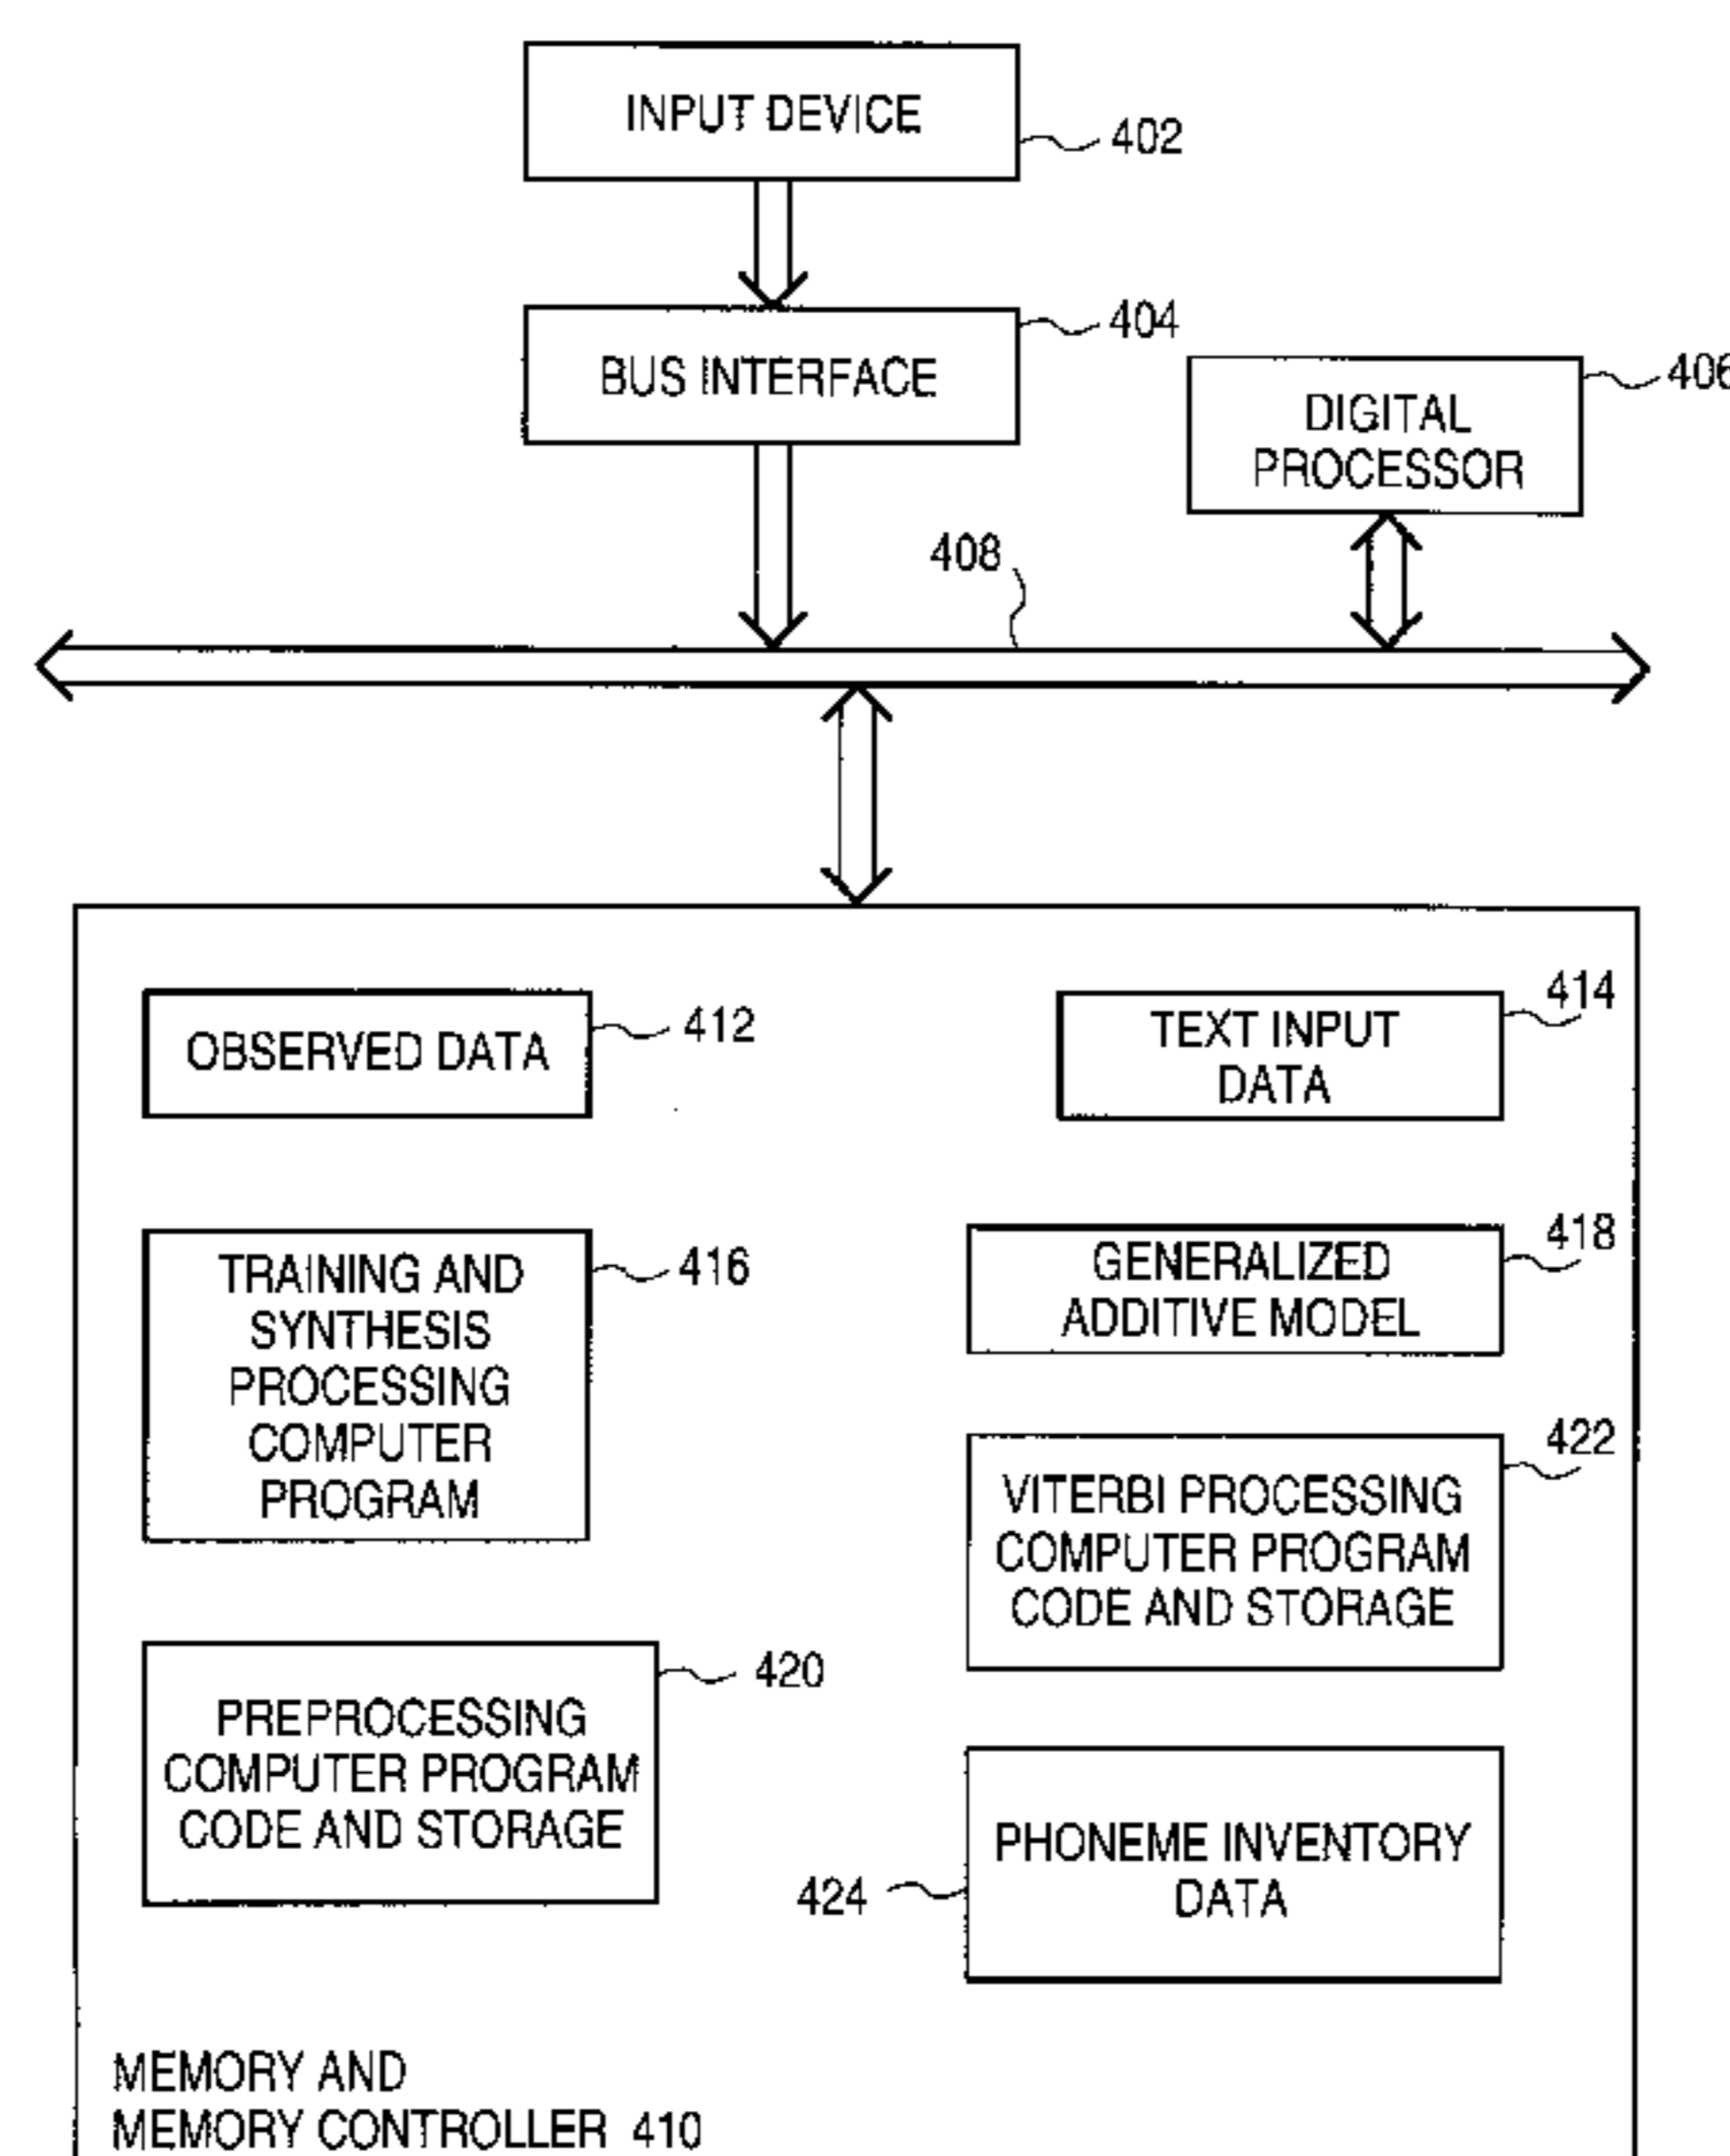 INPUT DEVICE
402
BUS INTERFACE
404
DIGITAL
PROCESSOR
406
408
OBSERVED DATA
412
TEXT INPUT
DATA
414
TRAINING AND
SYNTHESIS
PROCESSING
COMPUTER
PROGRAM
416
GENERALIZED
ADDITIVE MODEL
418
VITERBI PROCESSING
COMPUTER PROGRAM
CODE AND STORAGE
422
PREPROCESSING
COMPUTER PROGRAM
CODE AND STORAGE
420
PHONEME INVENTORY
DATA
424
MEMORY AND
MEMORY CONTROLLER 410